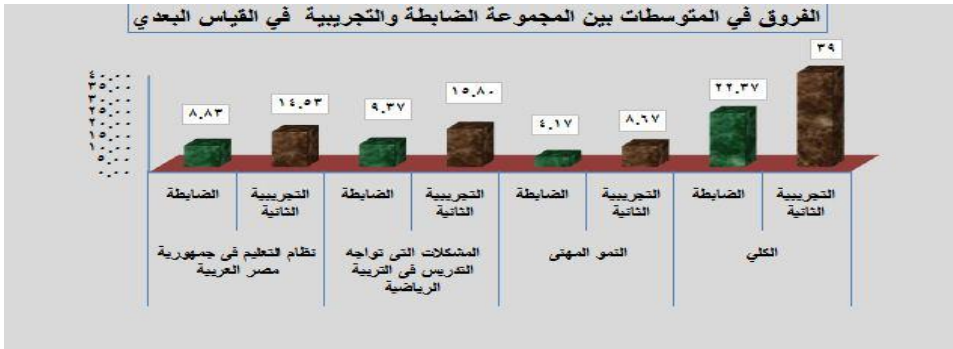 الفروق في المتوسطات بين المجموعة الضابطة والتجريبية في القياس البعدي
٤٠.٠٠
٣٥.٠٠
٣٠.٠٠
٢٥.٠٠
٢٠.٠٠
١٥.٠٠
١٠.٠٠
٥.٠٠
٠.٠٠
٨.٨٣
١٤.٥٣
٩.٣٧
١٥.٨٠
٤.١٧
٨.٦٧
٢٢.٣٧
٣٩
الضابطة
التجريبية
الثانية
الضابطة
التجريبية
الثانية
الضابطة
التجريبية
الثانية
الضابطة
التجريبية
الثانية
نظام التعليم فى جمهورية
مصر العربية
المشكلات التى تواجه
التدريس فى التربية
الرياضية
النمو المهنى
الكلي